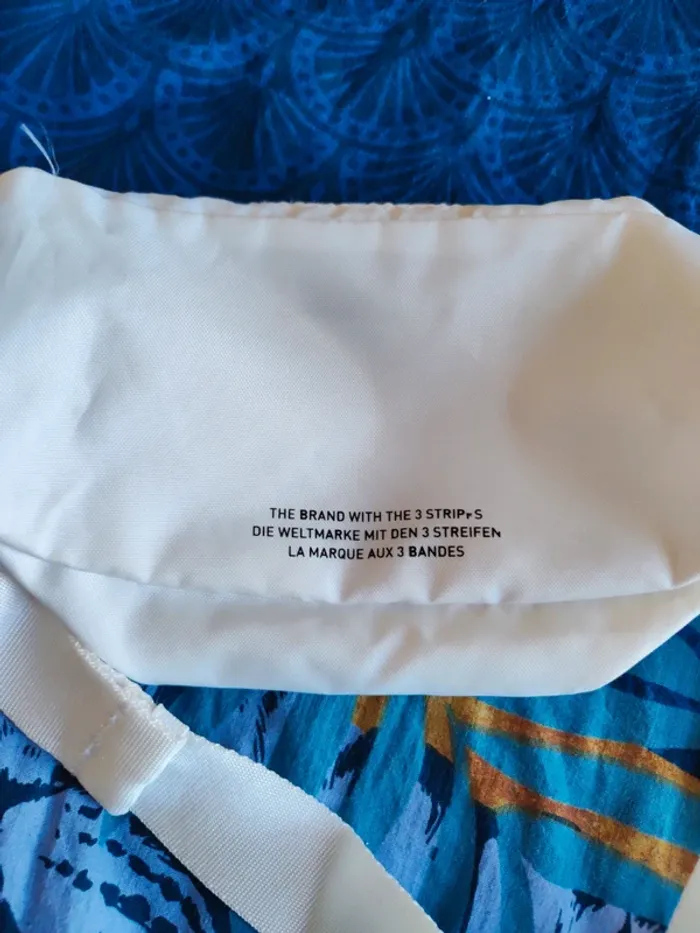 THE BRAND WITH THE 3 STRIPES
DIE WELTMARKE MIT DEN 3 STREIFEN
LA MARQUE AUX 3 BANDES